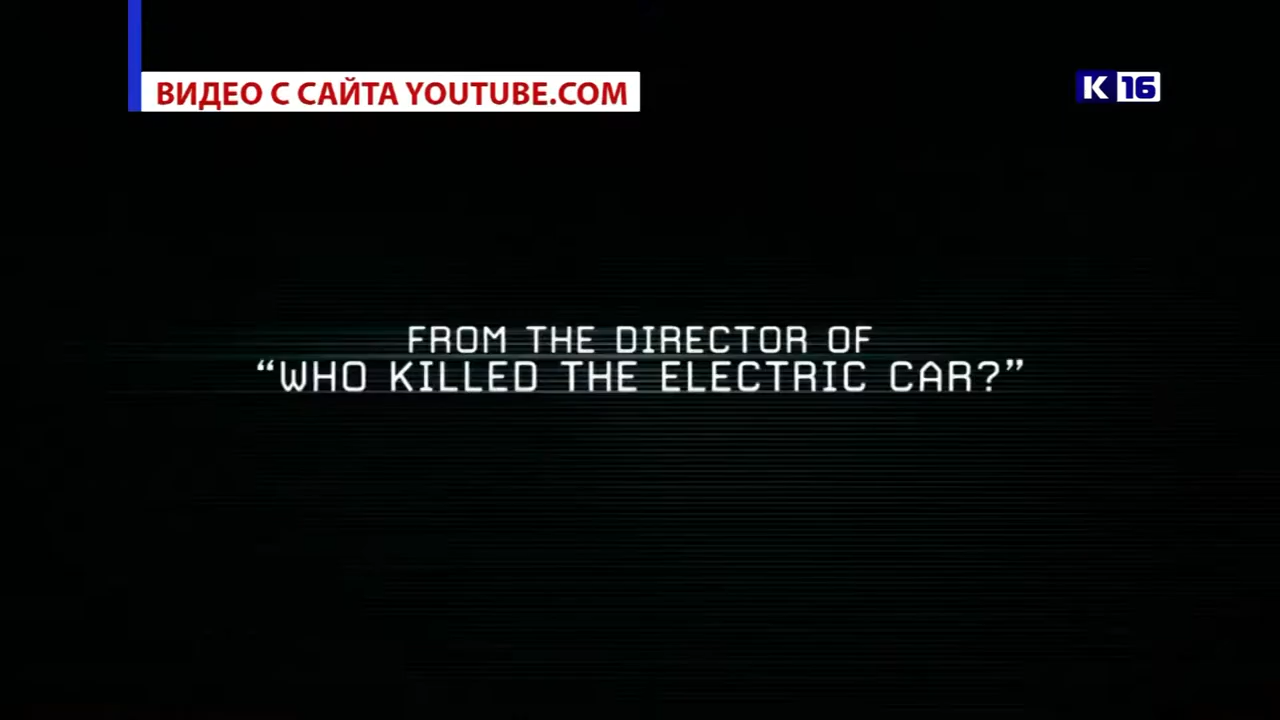 ВИДЕО С САЙТА YOUTUBE.COM
K 16
FROM THE DIRECTOR OF
“WHO KILLED THE ELECTRIC CAR?”